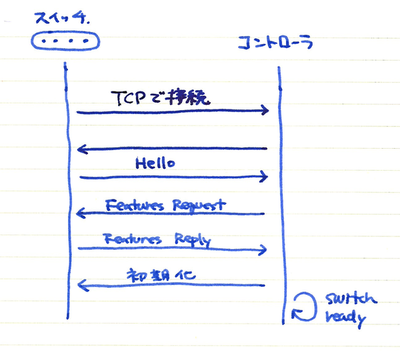 スイッチ.
コントローラ
TCPで接続
Hello
Features Request
Features Reply
初期化
switch
ready